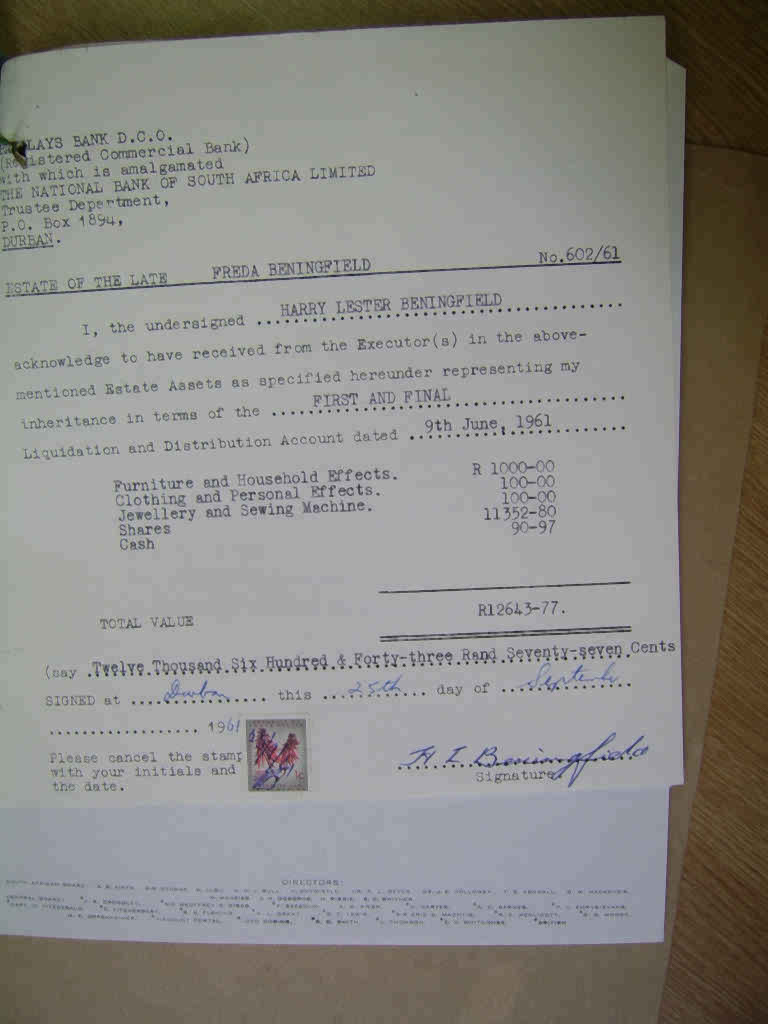 LAYS BANK D.C.O.
(Registered Commercial Bank)
with which is amalgamated
THE NATIONAL BANK OF SOUTH AFRICA LIMITED
Trustee Department,
P.O. Box 1894,
DURBAN.
ESTATE OF THE LATE FREDA BENINGFIELD No.602/61
I, the undersigned HARRY LESTER BENINGFIELD
acknowledge to have received from the Executor(s) in the above-
mentioned Estate Assets as specified hereunder representing my
inheritance in terms of the FIRST AND FINAL
Liquidation and Distribution Account dated 9th June, 1961
Furniture and Household Effects. R 1000-00
Clothing and Personal Effects. 100-00
Jewellery and Sewing Machine. 100-00
Shares 11352-80
Cash 90-97
TOTAL VALUE R12643-77.
(say Twelve Thousand Six Hundred & Forty-three Rand Seventy-seven Cents
SIGNED at Durban this 25th day of September
1961
Please cancel the stamp
with your initials and
the date.
1c
H L Beningfield
Signature
DIRECTORS: